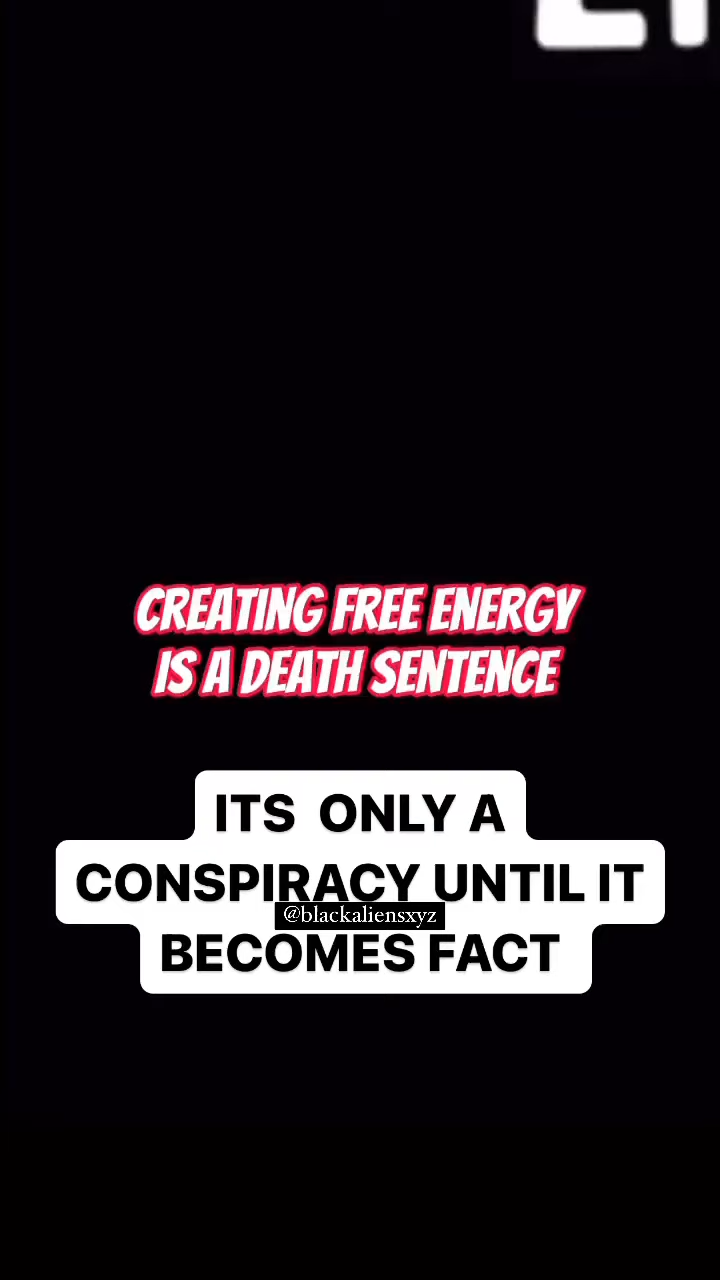 CREATING FREE ENERGY
IS A DEATH SENTENCE
ITS ONLY A
CONSPIRACY UNTIL IT
@blackaliensxyz
BECOMES FACT